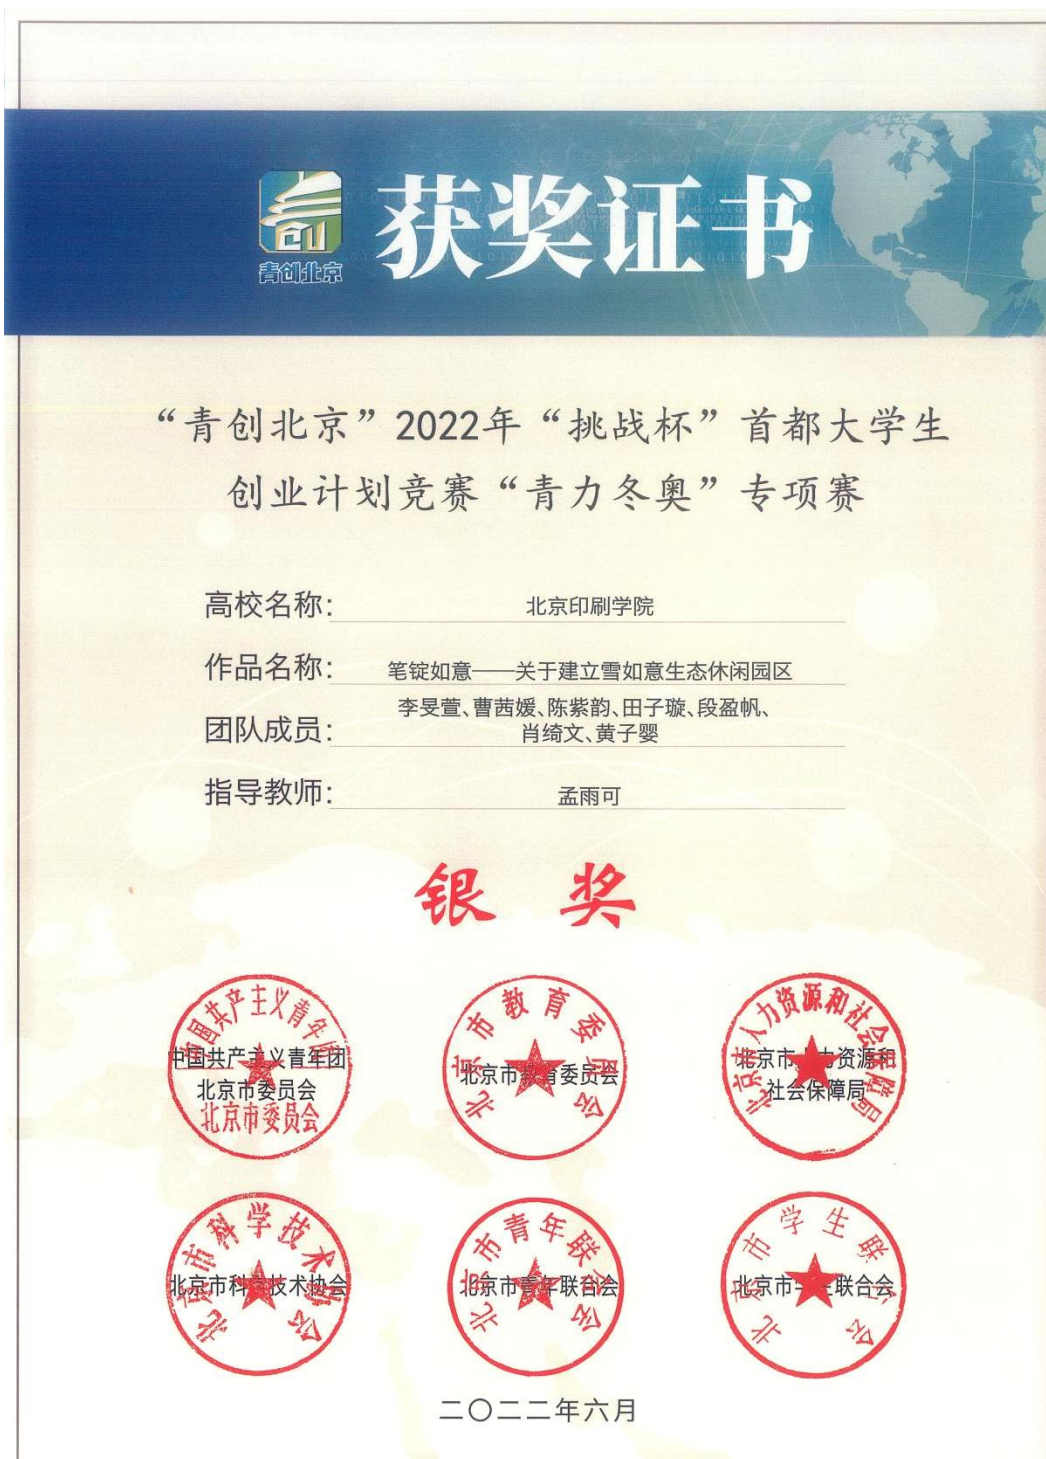 获奖证书
青创北京
“青创北京”2022年“挑战杯”首都大学生
创业计划竞赛“青力冬奥”专项赛
高校名称: 北京印刷学院
作品名称: 笔锭如意——关于建立雪如意生态休闲园区
团队成员: 李旻萱、曹茜媛、陈紫韵、田子璇、段盈帆、
肖绮文、黄子婴
指导教师: 孟雨可
银 奖
中国共产主义青年团
北京市委员会
中国共产主义青年团
北京市委员会
北京市教育委员会
北京市教育委员会
北京市人力资源和社会保障局
北京市人力资源和
社会保障局
北京市科学技术协会
北京市科学技术协会
北京市青年联合会
北京市青年联合会
北京市学生联合会
北京市学生联合会
二〇二二年六月